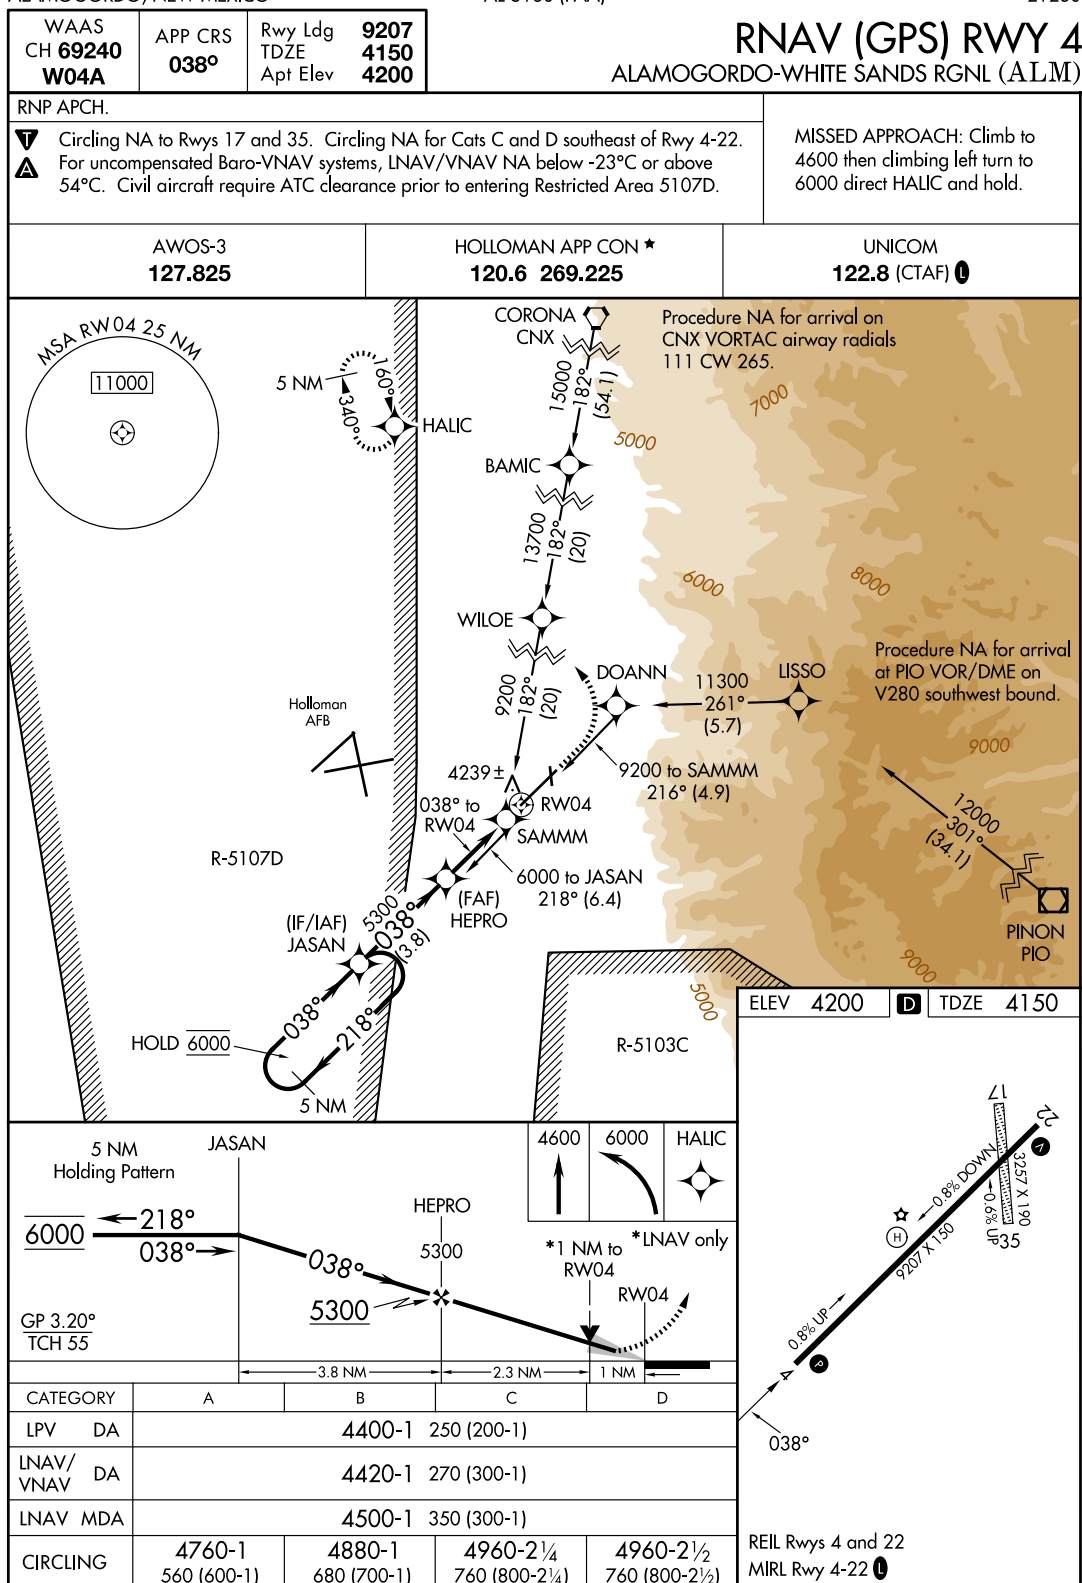 WAAS
CH 69240
W04A
APP CRS
038°
Rwy Ldg 9207
TDZE 4150
Apt Elev 4200
RNAV (GPS) RWY 4
ALAMOGORDO-WHITE SANDS RGNL (ALM)
RNP APCH.
T
A
Circling NA to Rwys 17 and 35. Circling NA for Cats C and D southeast of Rwy 4-22.
For uncompensated Baro-VNAV systems, LNAV/VNAV NA below -23°C or above
54°C. Civil aircraft require ATC clearance prior to entering Restricted Area 5107D.
MISSED APPROACH: Climb to
4600 then climbing left turn to
6000 direct HALIC and hold.
AWOS-3
127.825
HOLLOMAN APP CON ★
120.6 269.225
UNICOM
122.8 (CTAF) L
MSA RW04 25 NM
11000
5 NM
160°
340°
HALIC
CORONA
CNX
Procedure NA for arrival on
CNX VORTAC airway radials
111 CW 265.
15000
182°
(54.1)
7000
5000
BAMIC
13700
182°
(20)
6000
8000
WILOE
9200
182°
(20)
Procedure NA for arrival
at PIO VOR/DME on
V280 southwest bound.
DOANN
11300
261°
(5.7)
LISSO
Holloman
AFB
9000
4239 ±
9200 to SAMMM
216° (4.9)
038° to
RW04
RW04
SAMMM
12000
301°
(34.1)
R-5107D
6000 to JASAN
218° (6.4)
(FAF)
HEPRO
5300
038°
(3.8)
(IF/IAF)
JASAN
PINON
PIO
9000
5000
038°
218°
HOLD 6000
5 NM
R-5103C
ELEV 4200 D TDZE 4150
17
22
V
3257 X 190
0.8% DOWN
0.6% UP
35
H
9207 X 150
0.8% UP
4
P
038°
REIL Rwys 4 and 22
MIRL Rwy 4-22 L
5 NM
Holding Pattern
JASAN
4600
6000
HALIC
6000
218°
038°
HEPRO
5300
038°
5300
*1 NM to
RW04
*LNAV only
RW04
GP 3.20°
TCH 55
3.8 NM
2.3 NM
1 NM
CATEGORY A B C D
LPV DA 4400-1 250 (200-1)
LNAV/
VNAV DA 4420-1 270 (300-1)
LNAV MDA 4500-1 350 (300-1)
CIRCLING
4760-1
560 (600-1)
4880-1
680 (700-1)
4960-2¼
760 (800-2¼)
4960-2½
760 (800-2½)